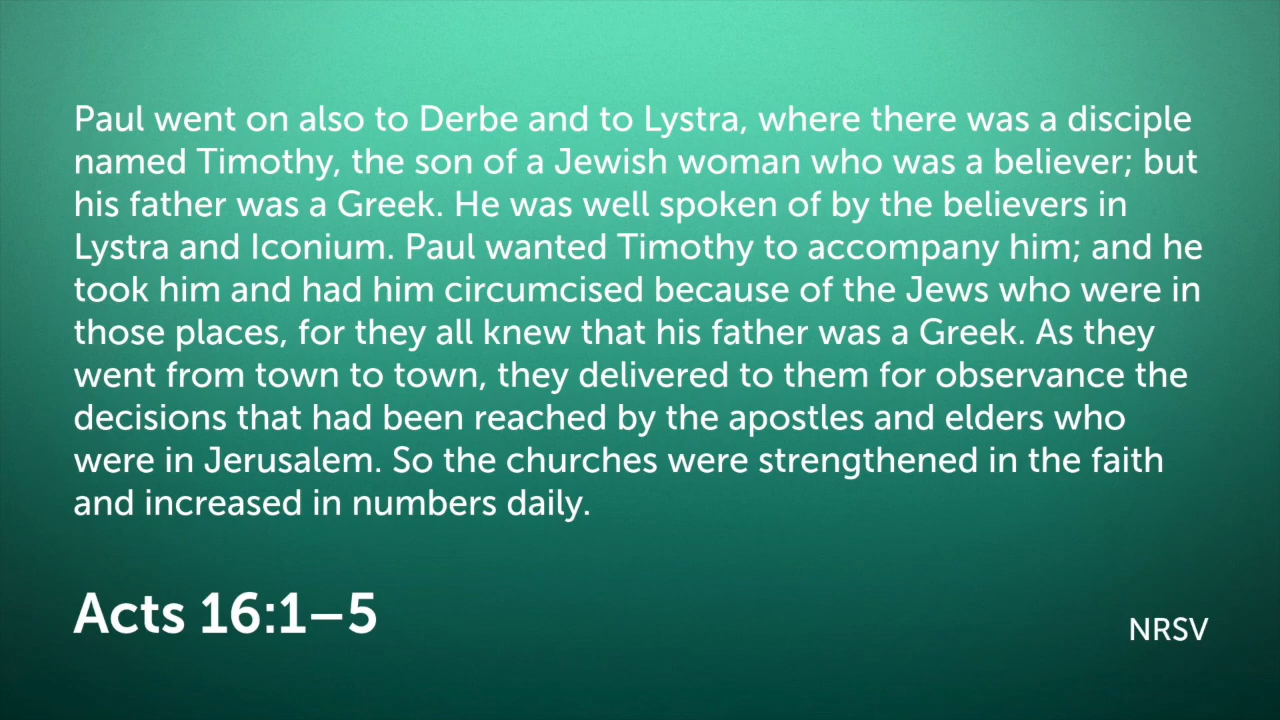 Paul went on also to Derbe and to Lystra, where there was a disciple
named Timothy, the son of a Jewish woman who was a believer; but
his father was a Greek. He was well spoken of by the believers in
Lystra and Iconium. Paul wanted Timothy to accompany him; and he
took him and had him circumcised because of the Jews who were in
those places, for they all knew that his father was a Greek. As they
went from town to town, they delivered to them for observance the
decisions that had been reached by the apostles and elders who
were in Jerusalem. So the churches were strengthened in the faith
and increased in numbers daily.
Acts 16:1–5
NRSV